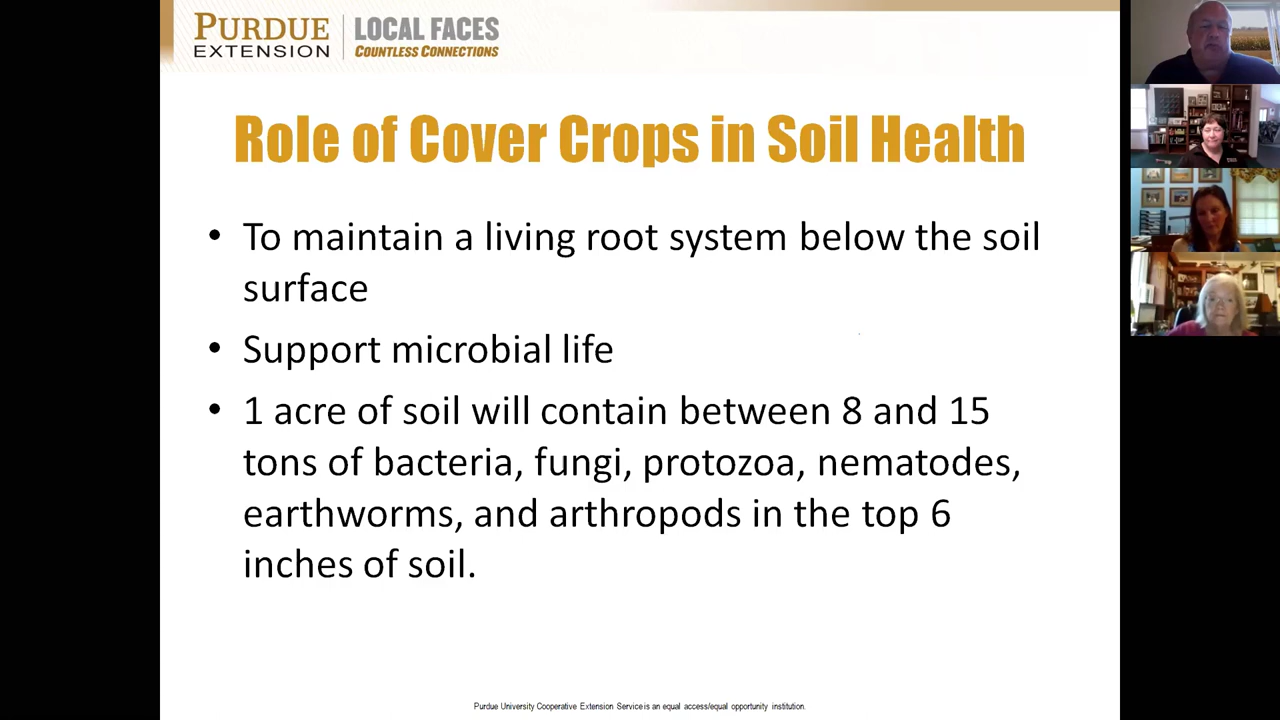 PURDUE
EXTENSION
LOCAL FACES
COUNTLESS CONNECTIONS
Role of Cover Crops in Soil Health
• To maintain a living root system below the soil
surface
• Support microbial life
• 1 acre of soil will contain between 8 and 15
tons of bacteria, fungi, protozoa, nematodes,
earthworms, and arthropods in the top 6
inches of soil.
Purdue University Cooperative Extension Service is an equal access/equal opportunity institution.